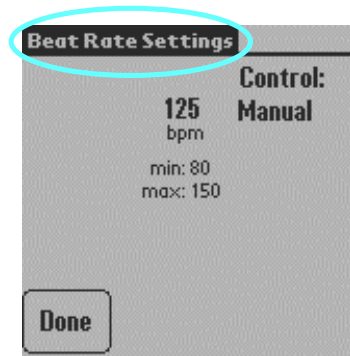 Beat Rate Settings
Control:
125 Manual
bpm
min: 80
max: 150
Done